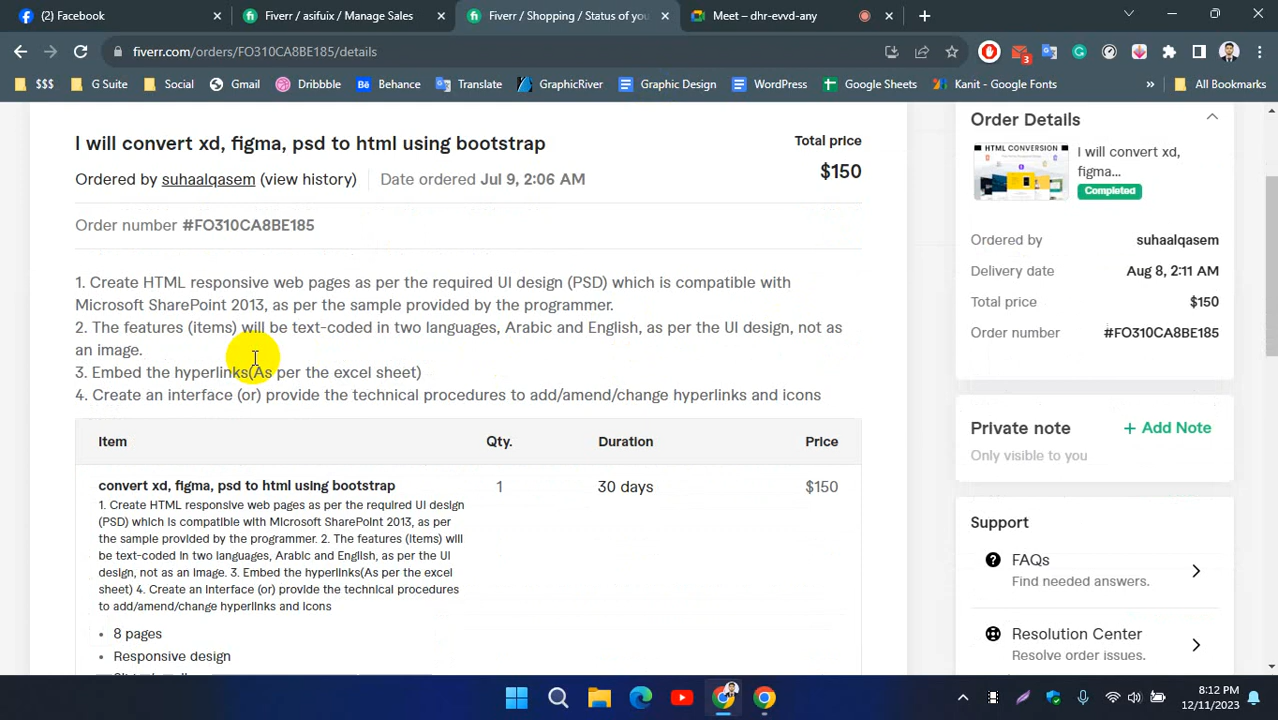 (2) Facebook
Fiverr / asifuix / Manage Sales
Fiverr / Shopping / Status of you
Meet – dhr-evvd-any
fiverr.com/orders/FO310CA8BE185/details
3
$$$
G Suite
Social
Gmail
Dribbble
Behance
Translate
GraphicRiver
Graphic Design
WordPress
Google Sheets
Kanit - Google Fonts
»
All Bookmarks
I will convert xd, figma, psd to html using bootstrap
Total price
Ordered by suhaalqasem (view history)
Date ordered Jul 9, 2:06 AM
$150
Order number #FO310CA8BE185
1. Create HTML responsive web pages as per the required UI design (PSD) which is compatible with
Microsoft SharePoint 2013, as per the sample provided by the programmer.
2. The features (items) will be text-coded in two languages, Arabic and English, as per the UI design, not as
an image.
3. Embed the hyperlinks(As per the excel sheet)
4. Create an interface (or) provide the technical procedures to add/amend/change hyperlinks and icons
Item
Qty.
Duration
Price
convert xd, figma, psd to html using bootstrap
1
30 days
$150
1. Create HTML responsive web pages as per the required UI design
(PSD) which is compatible with Microsoft SharePoint 2013, as per
the sample provided by the programmer. 2. The features (items) will
be text-coded in two languages, Arabic and English, as per the UI
design, not as an image. 3. Embed the hyperlinks(As per the excel
sheet) 4. Create an interface (or) provide the technical procedures
to add/amend/change hyperlinks and icons
• 8 pages
• Responsive design
Order Details
HTML CONVERSION
I will convert xd,
figma...
Completed
Ordered by
suhaalqasem
Delivery date
Aug 8, 2:11 AM
Total price
$150
Order number
#FO310CA8BE185
Private note
+ Add Note
Only visible to you
Support
FAQs
Find needed answers.
Resolution Center
Resolve order issues.
8:12 PM
12/11/2023